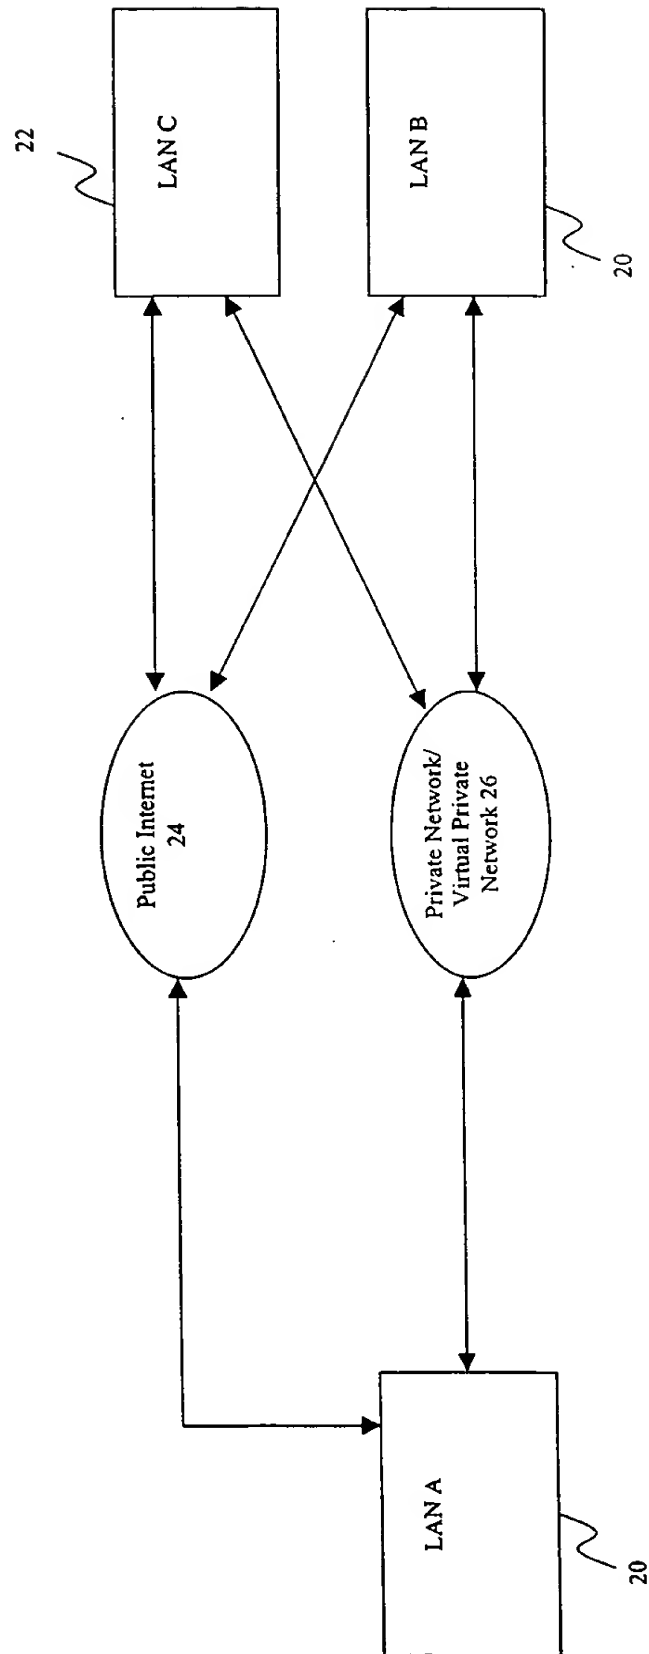 22
LAN C
LAN B
20
Public Internet
24
Private Network/
Virtual Private
Network 26
LAN A
20